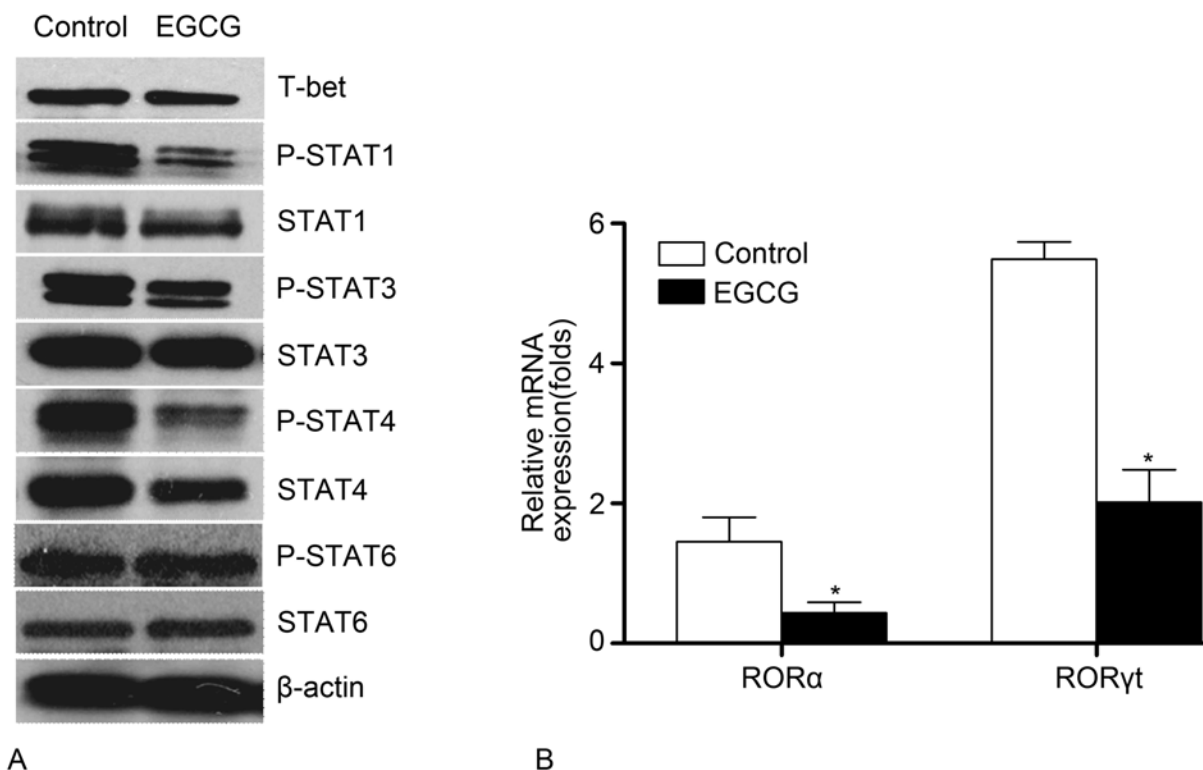 Control EGCG
T-bet
P-STAT1
STAT1
P-STAT3
STAT3
P-STAT4
STAT4
P-STAT6
STAT6
β-actin
A
Relative mRNA
expression(folds)
6
4
2
0
Control
EGCG
*
*
RORα RORγt
B